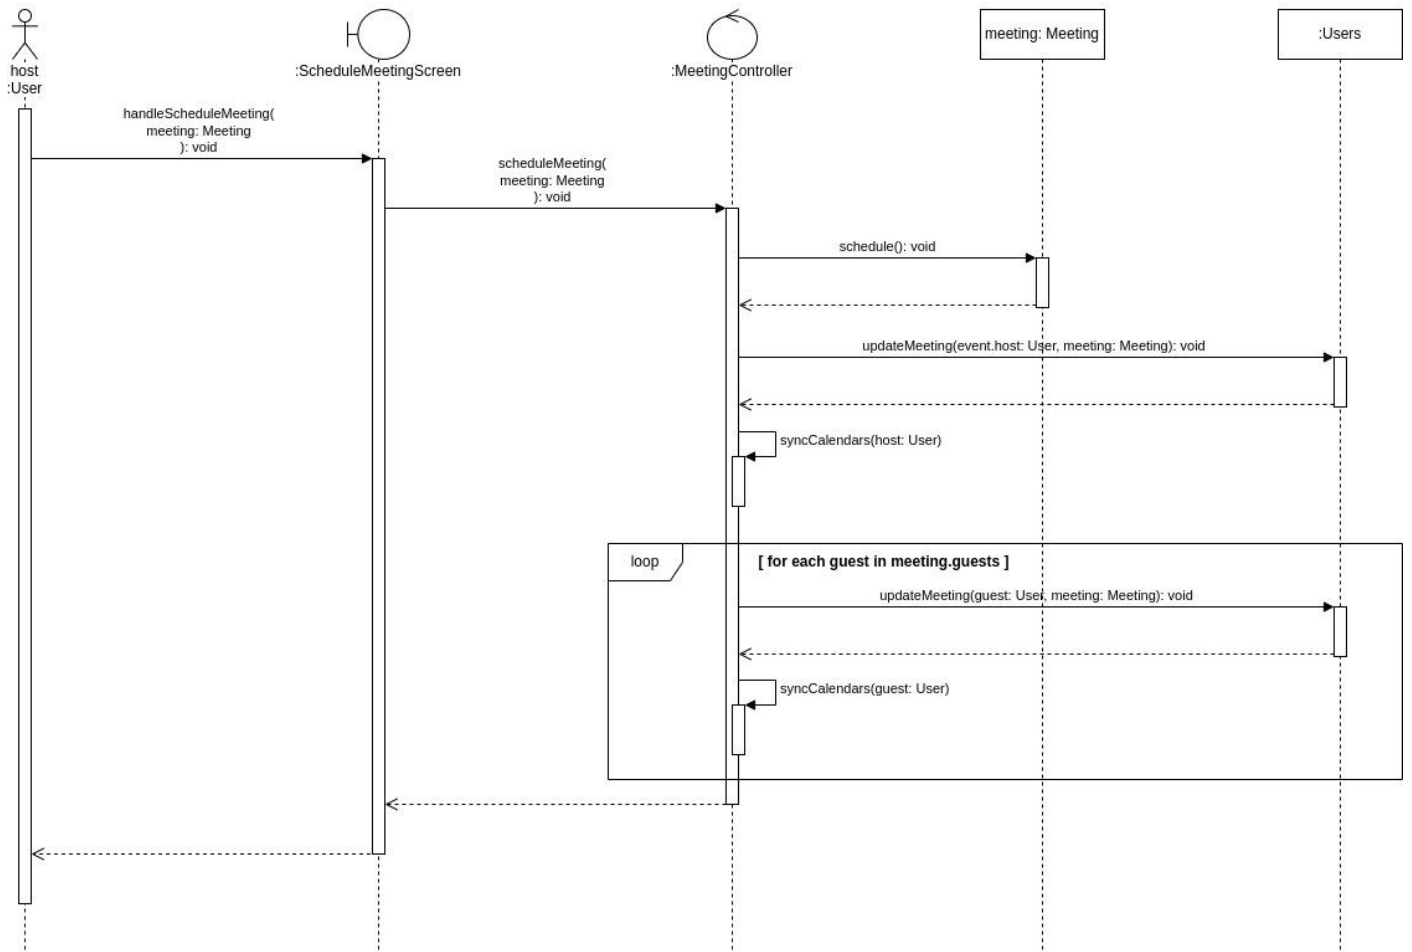 host
:User
:ScheduleMeetingScreen
:MeetingController
meeting: Meeting
:Users
handleScheduleMeeting(
meeting: Meeting
): void
scheduleMeeting(
meeting: Meeting
): void
schedule(): void
updateMeeting(event.host: User, meeting: Meeting): void
syncCalendars(host: User)
loop
[ for each guest in meeting.guests ]
updateMeeting(guest: User, meeting: Meeting): void
syncCalendars(guest: User)